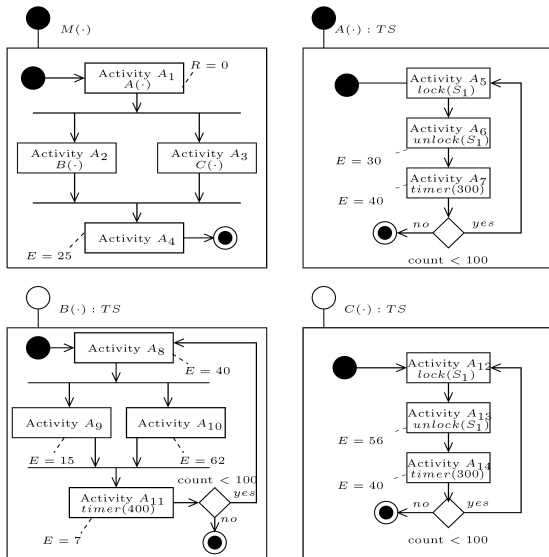 M(·)
Activity A1
A(·)
R = 0
Activity A2
B(·)
Activity A3
C(·)
Activity A4
E = 25
A(·) : TS
Activity A5
lock(S1)
Activity A6
unlock(S1)
E = 30
Activity A7
timer(300)
E = 40
no
yes
count < 100
B(·) : TS
Activity A8
E = 40
Activity A9
Activity A10
E = 15
E = 62
count < 100
Activity A11
timer(400)
yes
no
E = 7
C(·) : TS
Activity A12
lock(S1)
Activity A13
unlock(S1)
E = 56
Activity A14
timer(300)
E = 40
no
yes
count < 100